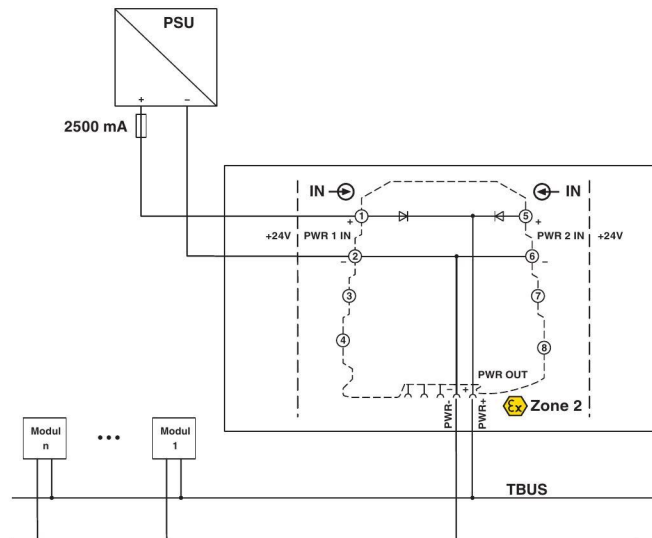 PSU
+ −
2500 mA
IN IN
1 5
+ +
+24V PWR 1 IN PWR 2 IN +24V
2 6
− −
3 7
4 8
PWR OUT
− +
PWR-
PWR+
Ex Zone 2
Modul
n
•••
Modul
1
TBUS